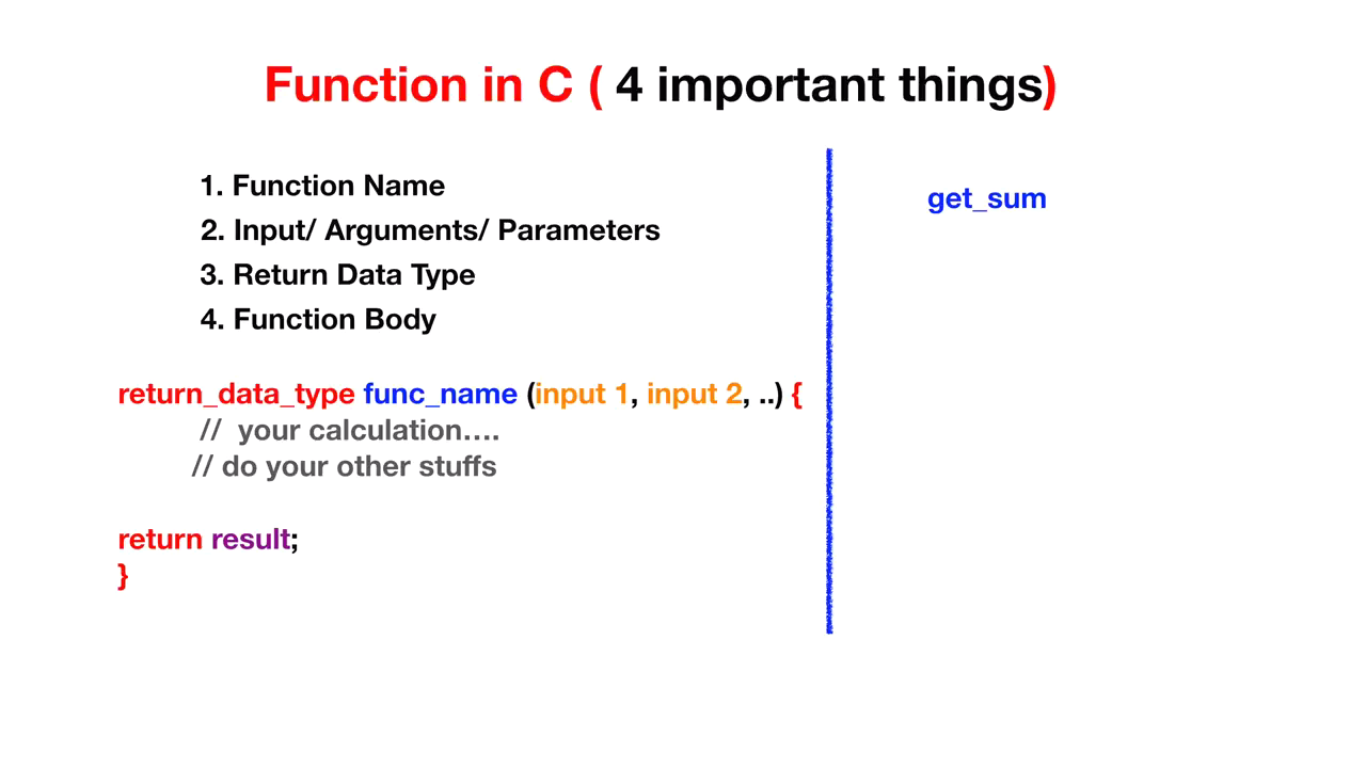 Function in C ( 4 important things)
1. Function Name
2. Input/ Arguments/ Parameters
3. Return Data Type
4. Function Body
return_data_type func_name (input 1, input 2, ..) {
// your calculation....
// do your other stuffs
return result;
}
get_sum